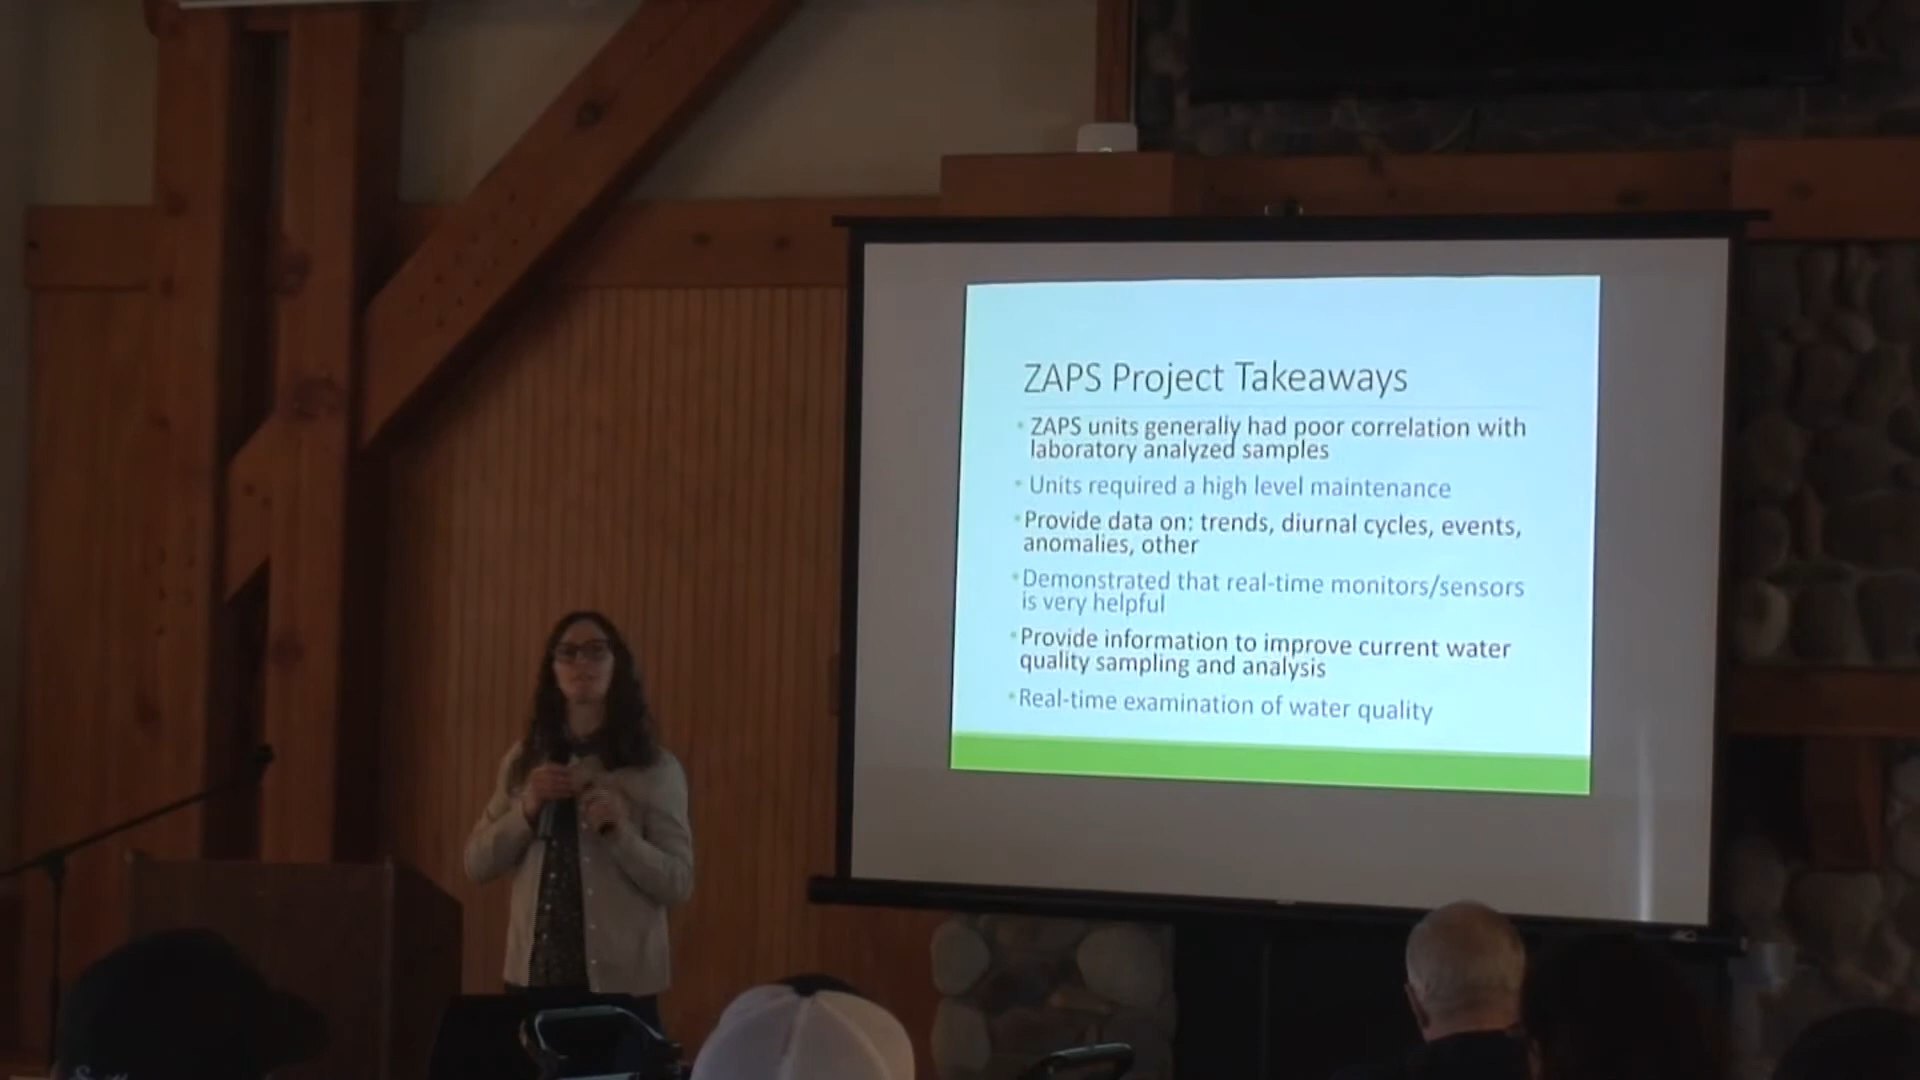 ZAPS Project Takeaways
ZAPS units generally had poor correlation with
laboratory analyzed samples
Units required a high level maintenance
Provide data on: trends, diurnal cycles, events,
anomalies, other
Demonstrated that real-time monitors/sensors
is very helpful
Provide information to improve current water
quality sampling and analysis
Real-time examination of water quality